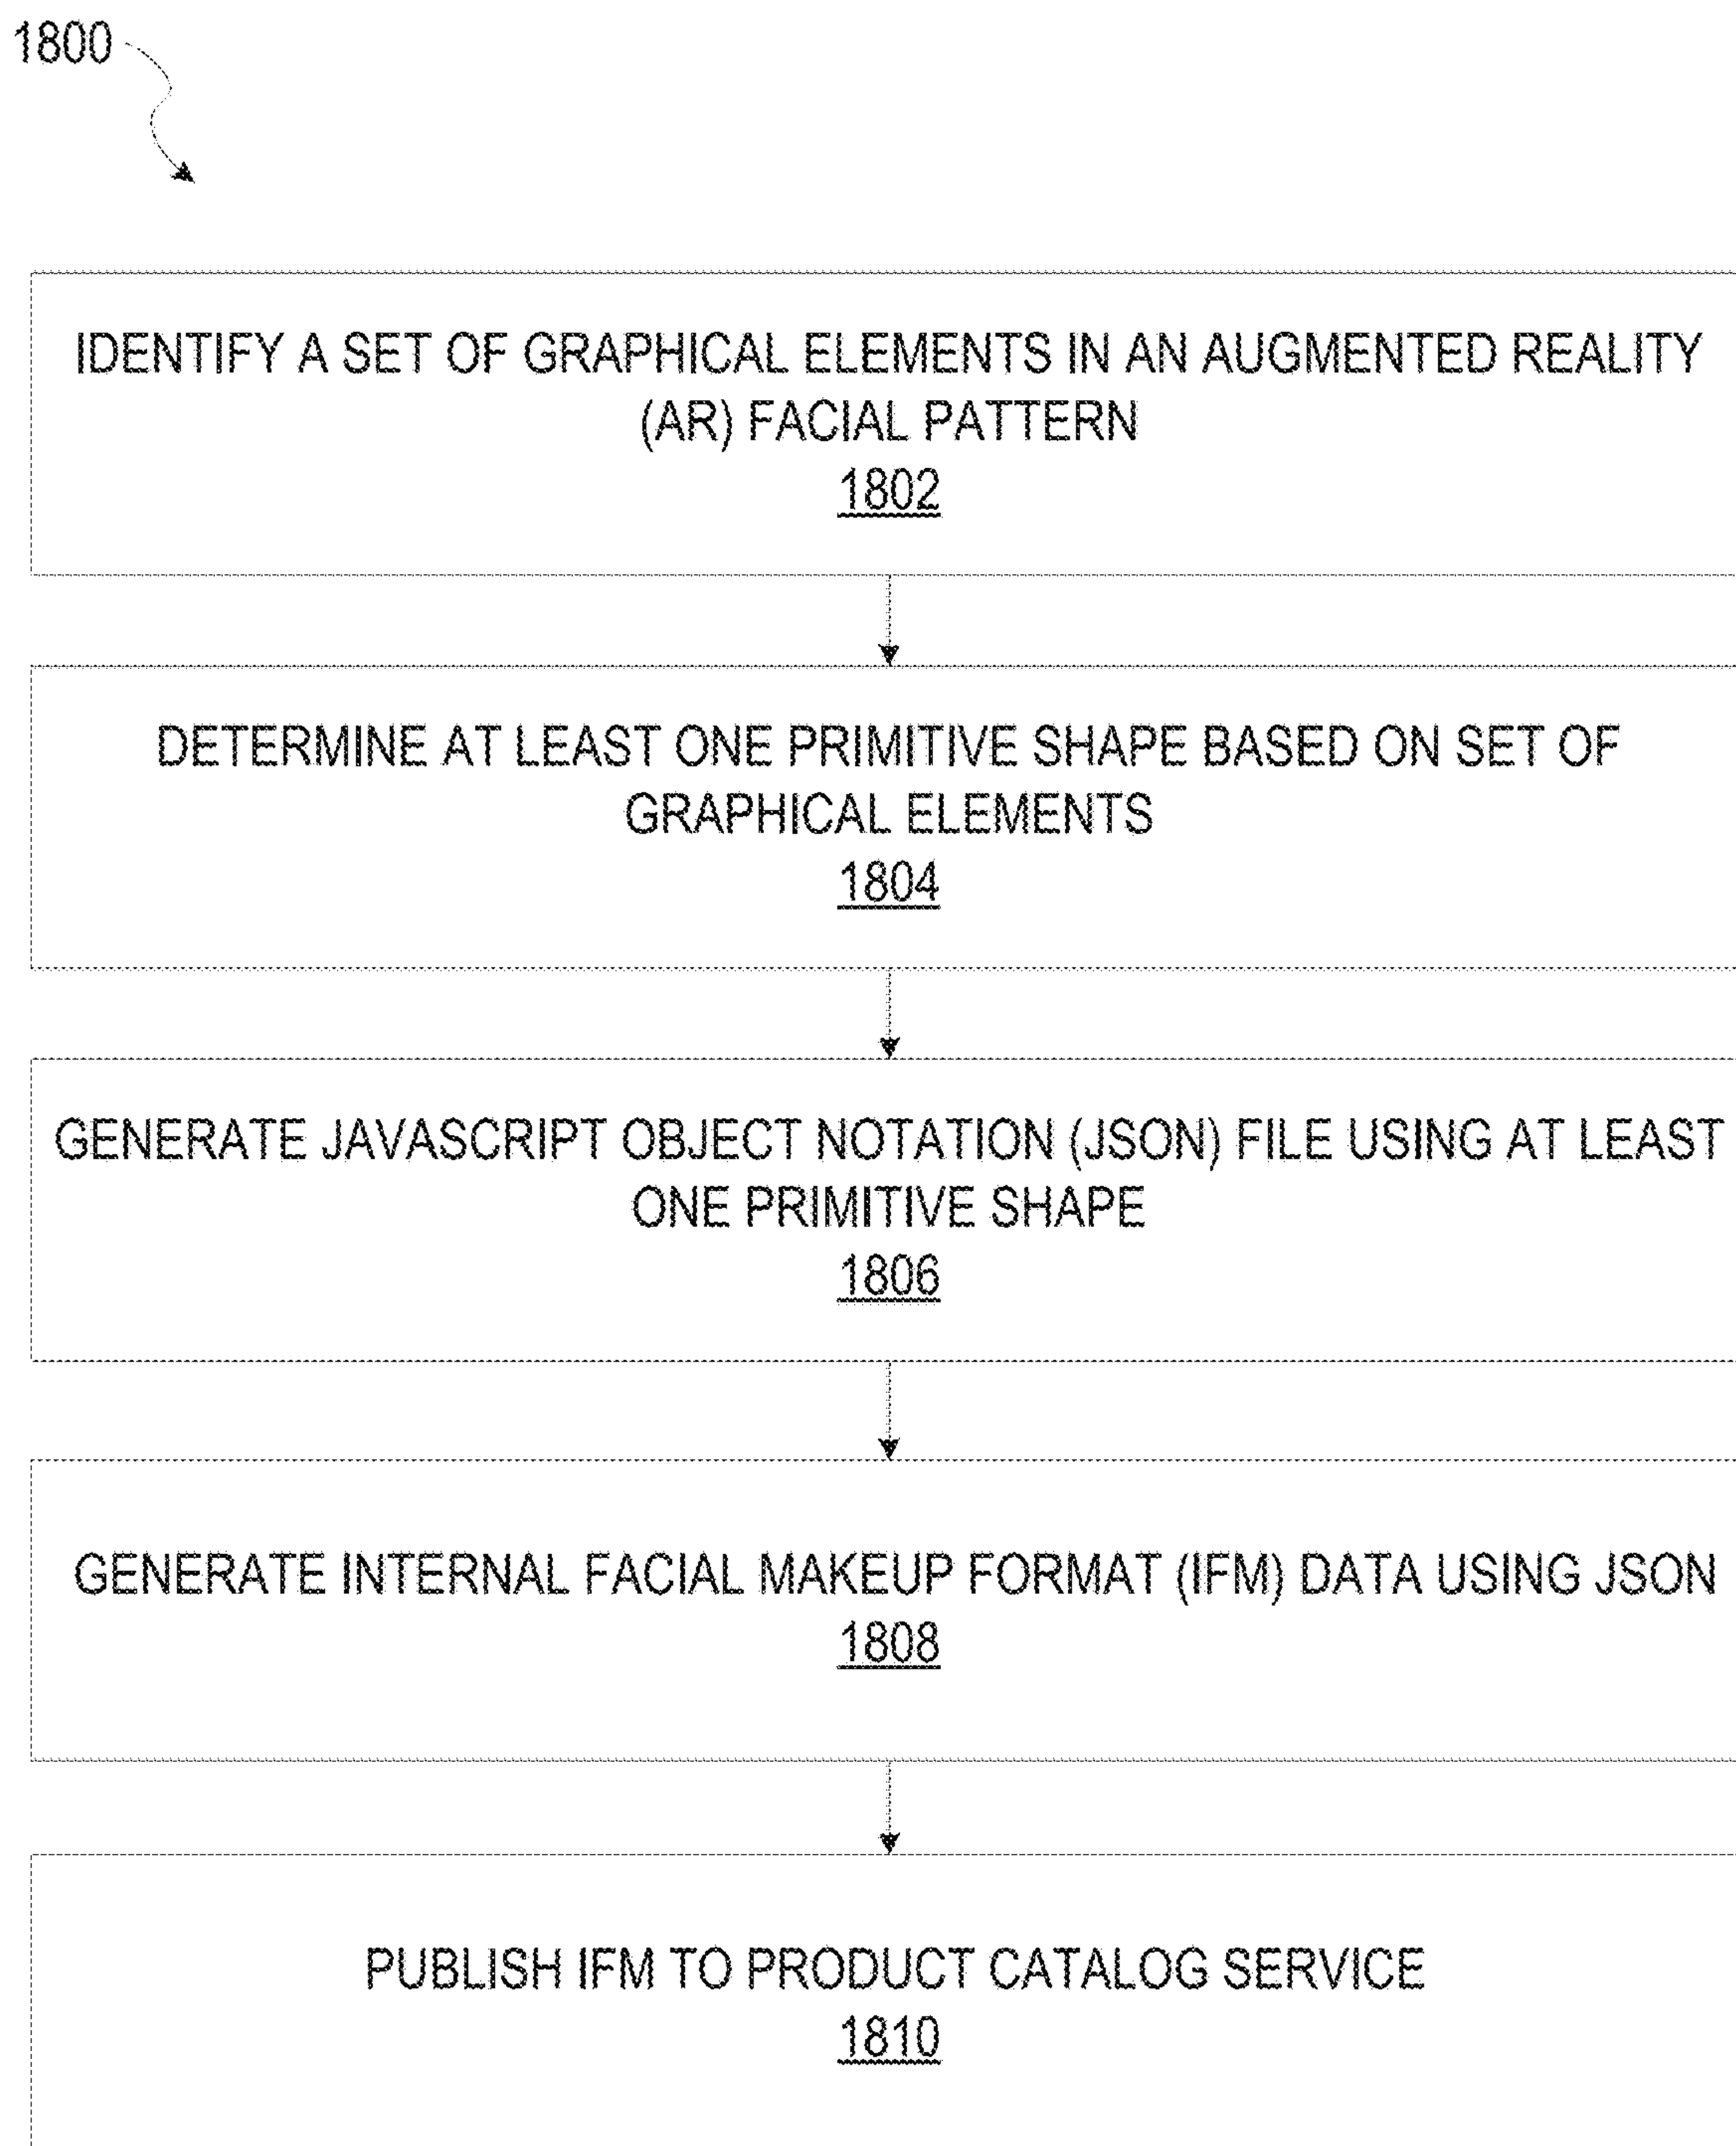 1800
IDENTIFY A SET OF GRAPHICAL ELEMENTS IN AN AUGMENTED REALITY
(AR) FACIAL PATTERN
1802
DETERMINE AT LEAST ONE PRIMITIVE SHAPE BASED ON SET OF
GRAPHICAL ELEMENTS
1804
GENERATE JAVASCRIPT OBJECT NOTATION (JSON) FILE USING AT LEAST
ONE PRIMITIVE SHAPE
1806
GENERATE INTERNAL FACIAL MAKEUP FORMAT (IFM) DATA USING JSON
1808
PUBLISH IFM TO PRODUCT CATALOG SERVICE
1810